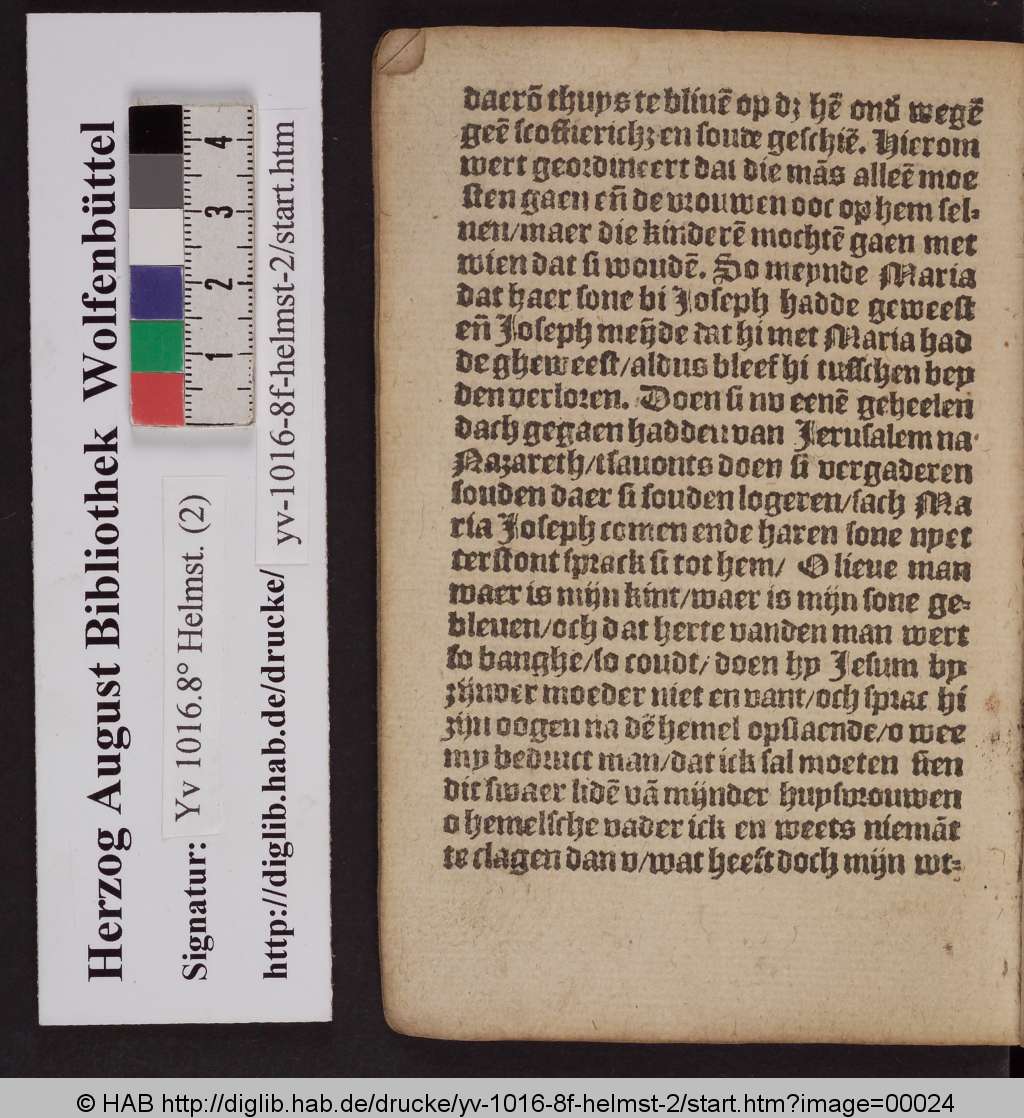 daerō thuys te bliuē op dz hē ond wegē
geē scoffierichz en soude geschiē. Hierom
wert geordineert dat die mās alleē moe
sten gaen eñ de vrouwen ooc op hem sel-
uen/maer die kinderē mochtē gaen met
wien dat si woudē. So meynde Maria
dat haer sone bi Joseph hadde geweest
eñ Joseph meȳde dat hi met Maria had
de gheweest/aldus bleef hi tusschen bey
den verloren. Doen si nv eenē geheelen
dach gegaen hadden van Jerusalem na
Nazareth/tsauonts doen si vergaderen
souden daer si souden logeren/sach Ma
ria Joseph comen ende haren sone nyet
terstont sprack si tot hem/ O lieue man
waer is mijn kint/waer is mijn sone ge-
bleuen/och dat herte vanden man wert
so banghe/so coudt/doen hy Jesum by
zijnder moeder niet en vant/och sprac hi
zijn oogen na dē hemel opslaende/o wee
my bedruct man/dat ick sal moeten sien
dit swaer lidē vā mijnder huysvrouwen
o hemelsche vader ick en weets niemāt
te clagen dan v/wat heeft doch mijn wt-
Herzog August Bibliothek Wolfenbüttel
Signatur: Yv 1016.8° Helmst. (2)
http://diglib.hab.de/drucke/ yv-1016-8f-helmst-2/start.htm
1 2 3 4
© HAB http://diglib.hab.de/drucke/yv-1016-8f-helmst-2/start.htm?image=00024